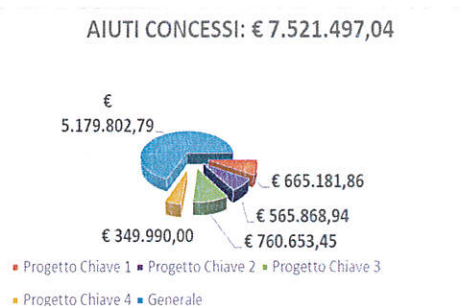 AIUTI CONCESSI: € 7.521.497,04
€
5.179.802,79
€ 665.181,86
€ 565.868,94
€ 349.990,00
€ 760.653,45
Progetto Chiave 1 Progetto Chiave 2 Progetto Chiave 3
Progetto Chiave 4 Generale